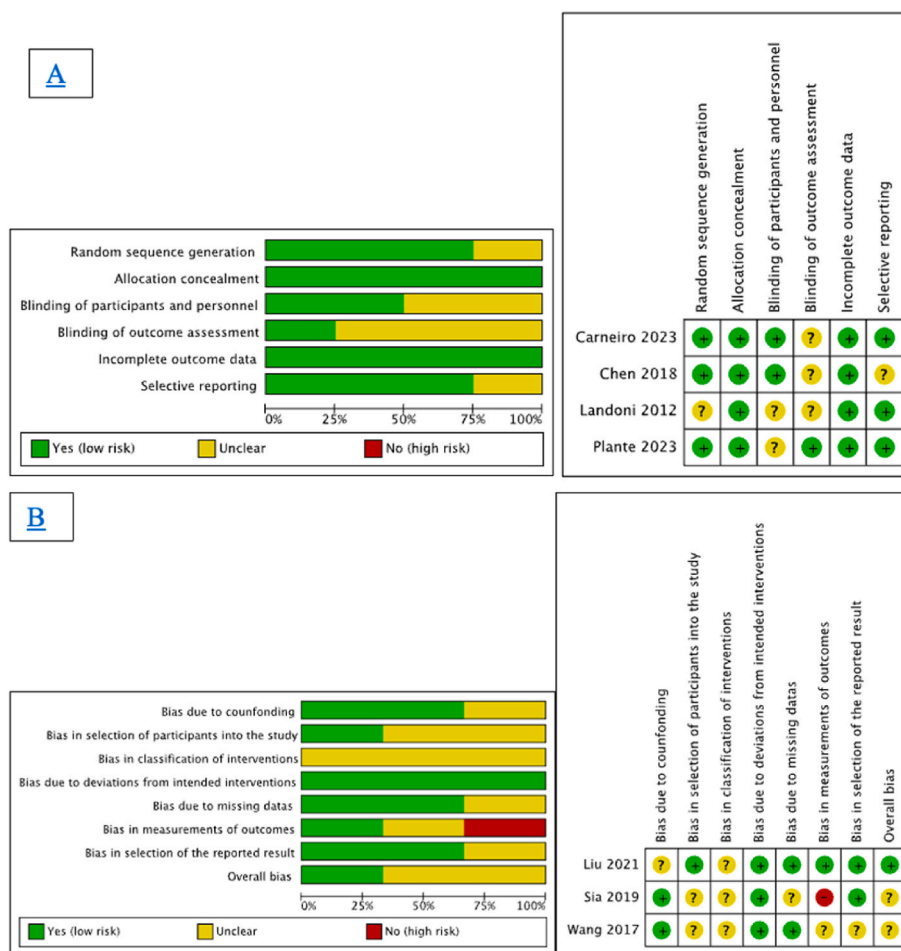 A
Random sequence generation
Allocation concealment
Blinding of participants and personnel
Blinding of outcome assessment
Incomplete outcome data
Selective reporting
0% 25% 50% 75% 100%
Yes (low risk) Unclear No (high risk)
Random sequence generation
Allocation concealment
Blinding of participants and personnel
Blinding of outcome assessment
Incomplete outcome data
Selective reporting
Carneiro 2023 + + + ? + +
Chen 2018 + + + ? + ?
Landoni 2012 ? + ? ? + +
Plante 2023 + + ? + + +
B
Bias due to counfonding
Bias in selection of participants into the study
Bias in classification of interventions
Bias due to deviations from intended interventions
Bias due to missing datas
Bias in measurements of outcomes
Bias in selection of the reported result
Overall bias
0% 25% 50% 75% 100%
Yes (low risk) Unclear No (high risk)
Bias due to counfonding
Bias in selection of participants into the study
Bias in classification of interventions
Bias due to deviations from intended interventions
Bias due to missing datas
Bias in measurements of outcomes
Bias in selection of the reported result
Overall bias
Liu 2021 ? + ? + + + + +
Sia 2019 + ? ? + ? - + ?
Wang 2017 + ? ? + + ? ? ?